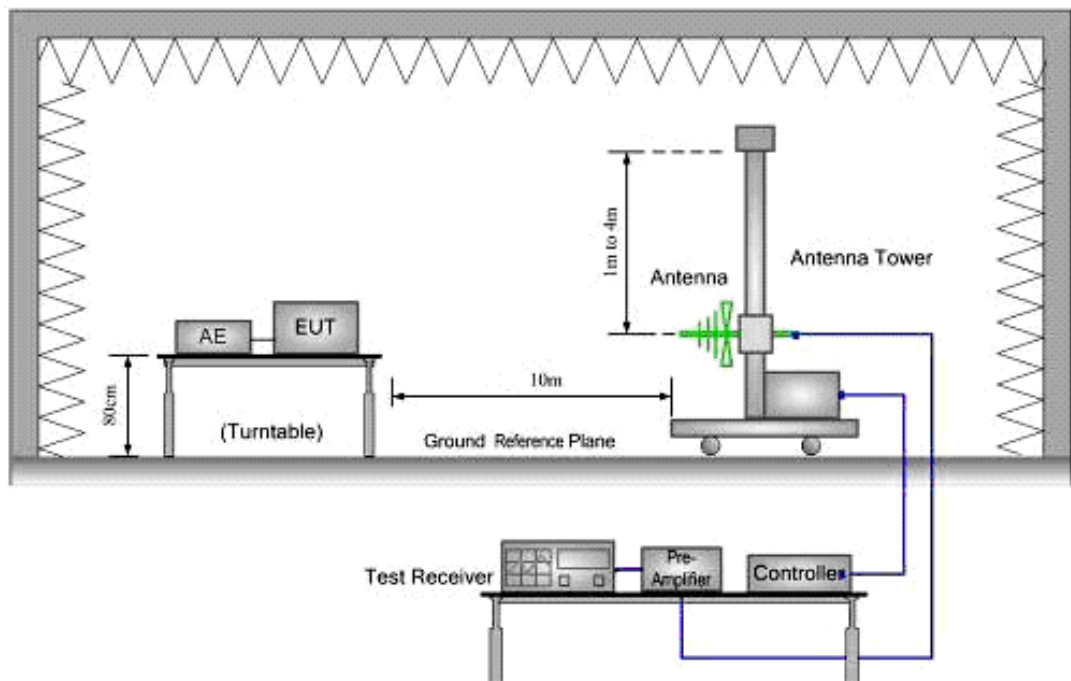 1m to 4m
Antenna Tower
Antenna
EUT
AE
10m
80cm
(Turntable)
Ground Reference Plane
Test Receiver
Pre-
Amplifier
Controller